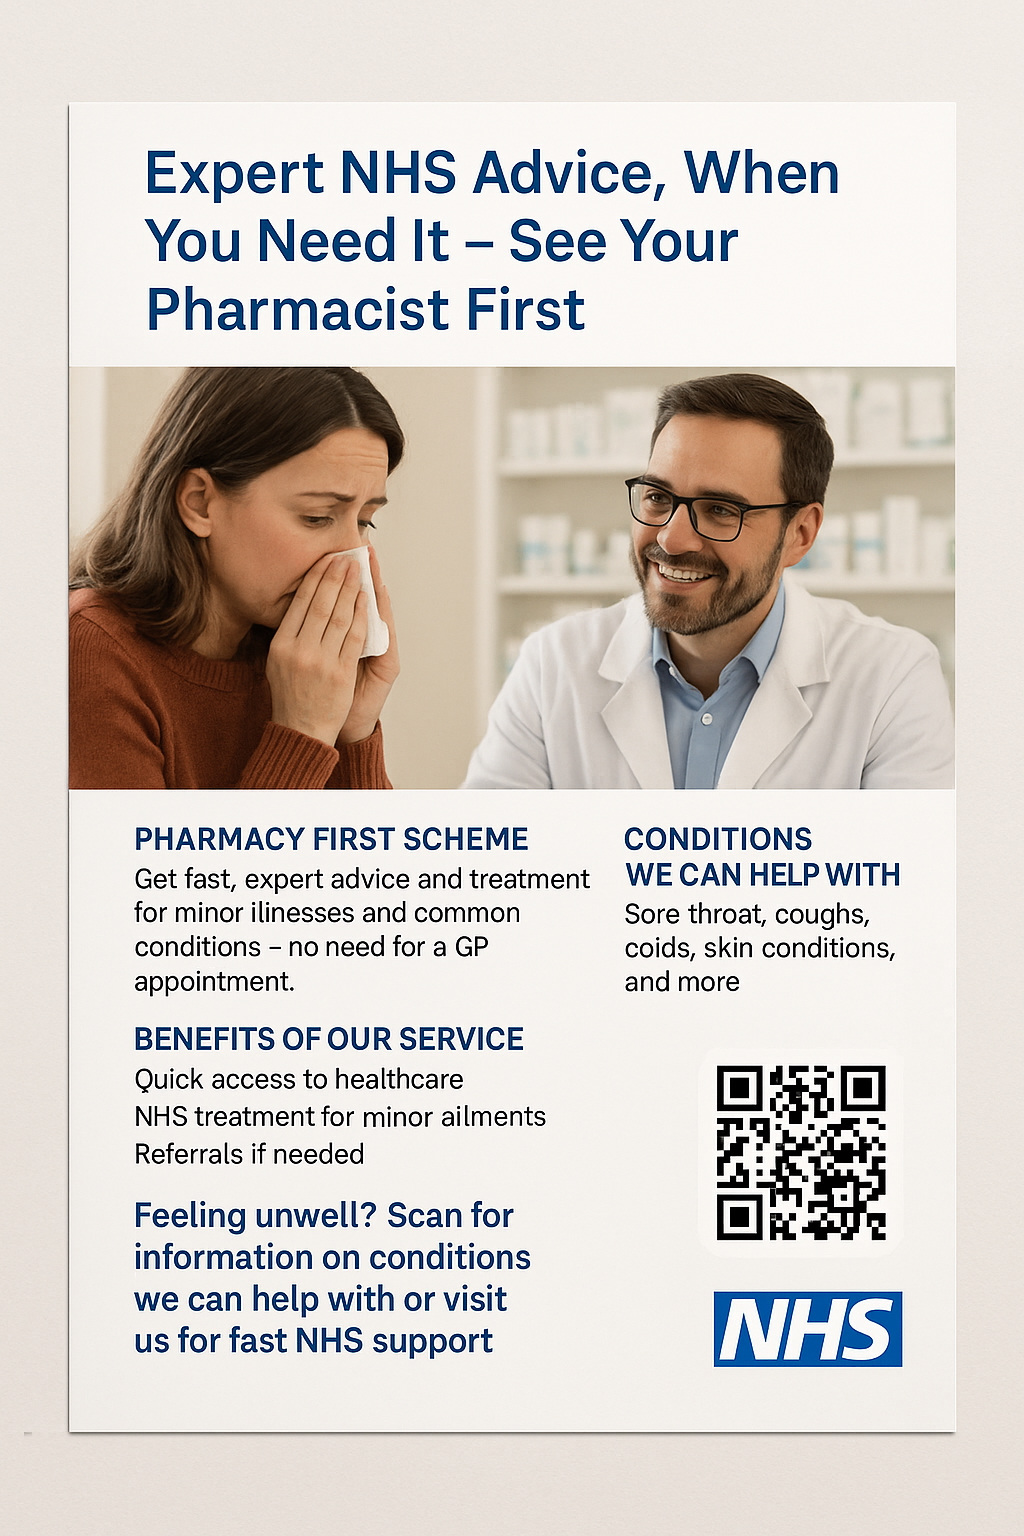 Expert NHS Advice, When
You Need It – See Your
Pharmacist First
PHARMACY FIRST SCHEME
Get fast, expert advice and treatment
for minor ilinesses and common
conditions – no need for a GP
appointment.
BENEFITS OF OUR SERVICE
Quick access to healthcare
NHS treatment for minor ailments
Referrals if needed
Feeling unwell? Scan for
information on conditions
we can help with or visit
us for fast NHS support
CONDITIONS
WE CAN HELP WITH
Sore throat, coughs,
coids, skin conditions,
and more
NHS